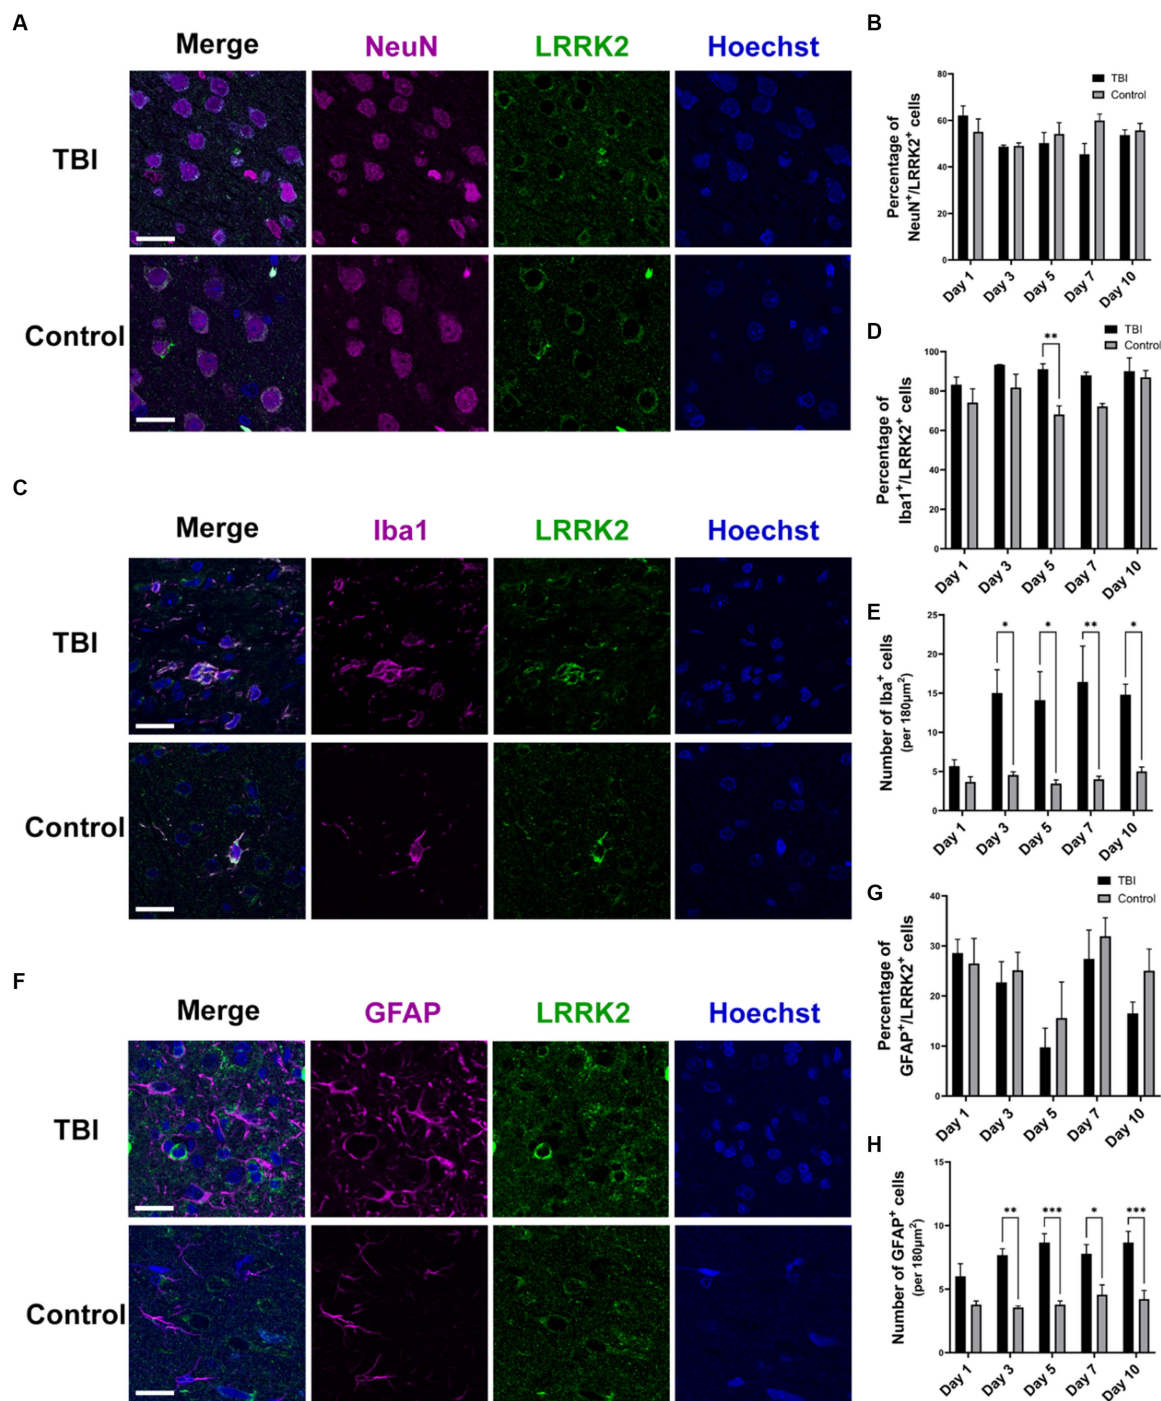 A
Merge NeuN LRRK2 Hoechst
TBI
Control
B
TBI
Control
Percentage of
NeuN⁺/LRRK2⁺ cells
80
60
40
20
0
Day 1 Day 3 Day 5 Day 7 Day 10
C
Merge Iba1 LRRK2 Hoechst
TBI
Control
D
TBI
Control
**
Percentage of
Iba1⁺/LRRK2⁺ cells
100
80
60
40
20
0
Day 1 Day 3 Day 5 Day 7 Day 10
E
* * ** *
Number of Iba⁺ cells
(per 180μm²)
25
20
15
10
5
0
Day 1 Day 3 Day 5 Day 7 Day 10
F
Merge GFAP LRRK2 Hoechst
TBI
Control
G
TBI
Control
Percentage of
GFAP⁺/LRRK2⁺ cells
40
30
20
10
0
Day 1 Day 3 Day 5 Day 7 Day 10
H
** *** * ***
Number of GFAP⁺ cells
(per 180μm²)
15
10
5
0
Day 1 Day 3 Day 5 Day 7 Day 10